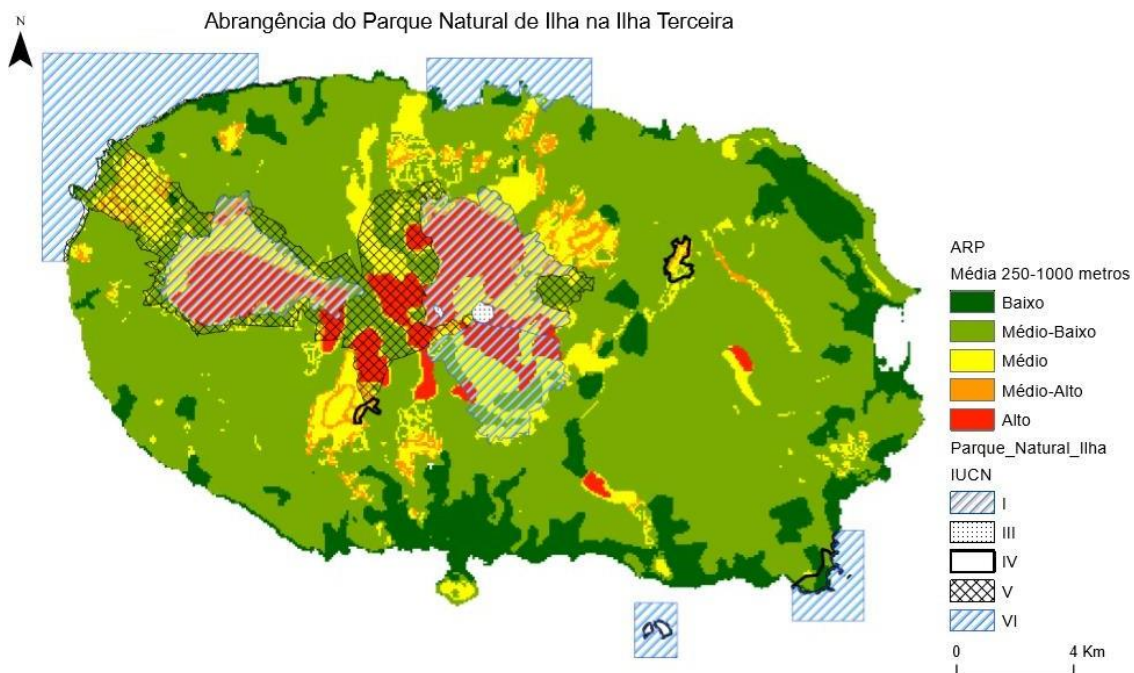 Abrangência do Parque Natural de Ilha na Ilha Terceira
N
ARP
Média 250-1000 metros
Baixo
Médio-Baixo
Médio
Médio-Alto
Alto
Parque_Natural_Ilha
IUCN
I
III
IV
V
VI
0 4 Km